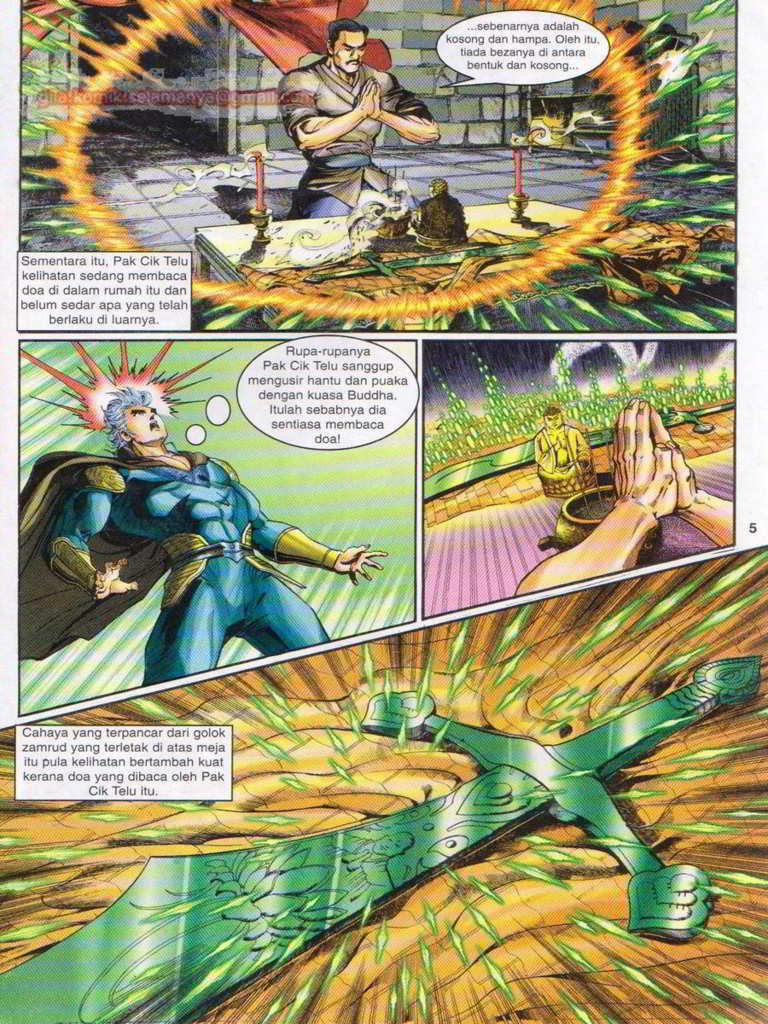 ...sebenarnya adalah
kosong dan hampa. Oleh itu,
tiada bezanya di antara
bentuk dan kosong...
Sementara itu, Pak Cik Telu
kelihatan sedang membaca
doa di dalam rumah itu dan
belum sedar apa yang telah
berlaku di luarnya.
Rupa-rupanya
Pak Cik Telu sanggup
mengusir hantu dan puaka
dengan kuasa Buddha.
Itulah sebabnya dia
sentiasa membaca
doa!
5
Cahaya yang terpancar dari golok
zamrud yang terletak di atas meja
itu pula kelihatan bertambah kuat
kerana doa yang dibaca oleh Pak
Cik Telu itu.